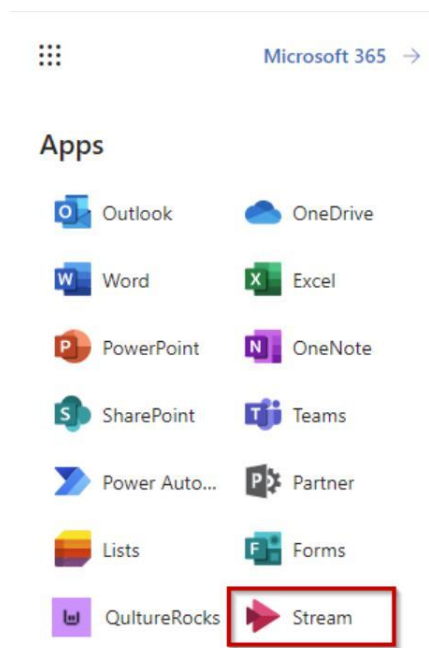 Microsoft 365 →
Apps
Outlook
OneDrive
Word
Excel
PowerPoint
OneNote
SharePoint
Teams
Power Auto...
Partner
Lists
Forms
QultureRocks
Stream